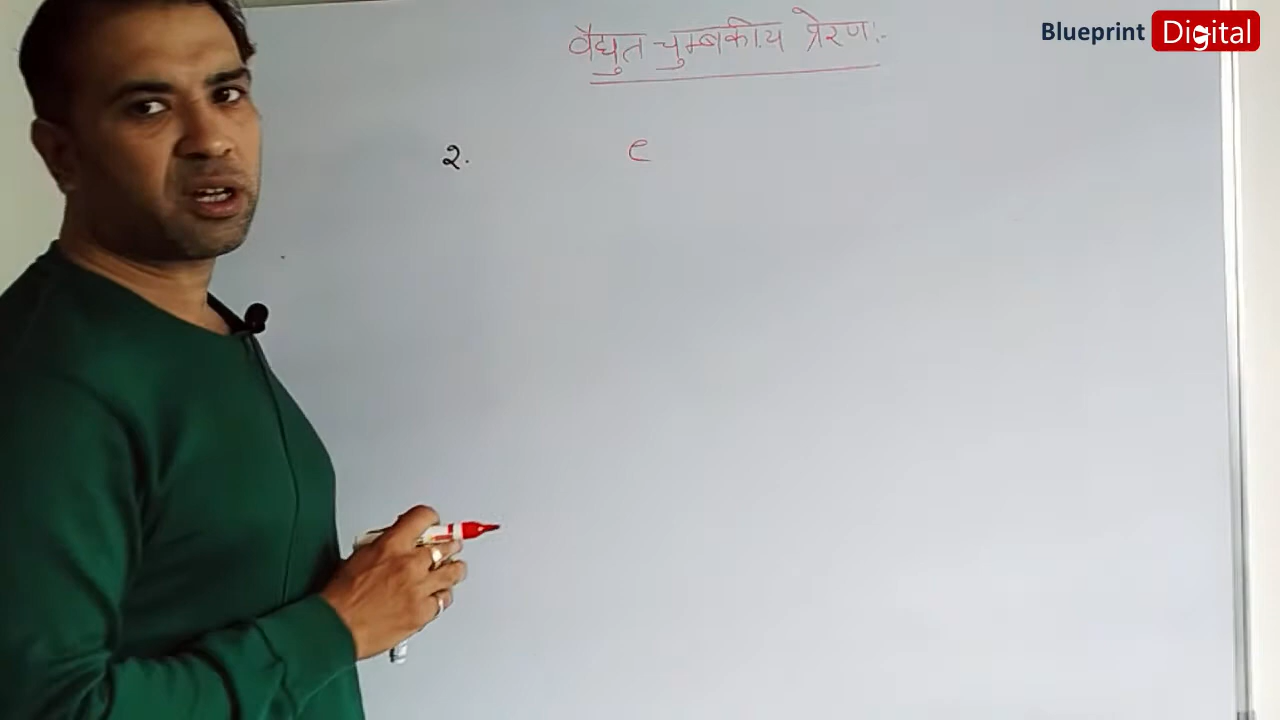 Blueprint Digital
वैद्युत चुम्बकीय प्रेरण:-
२. e